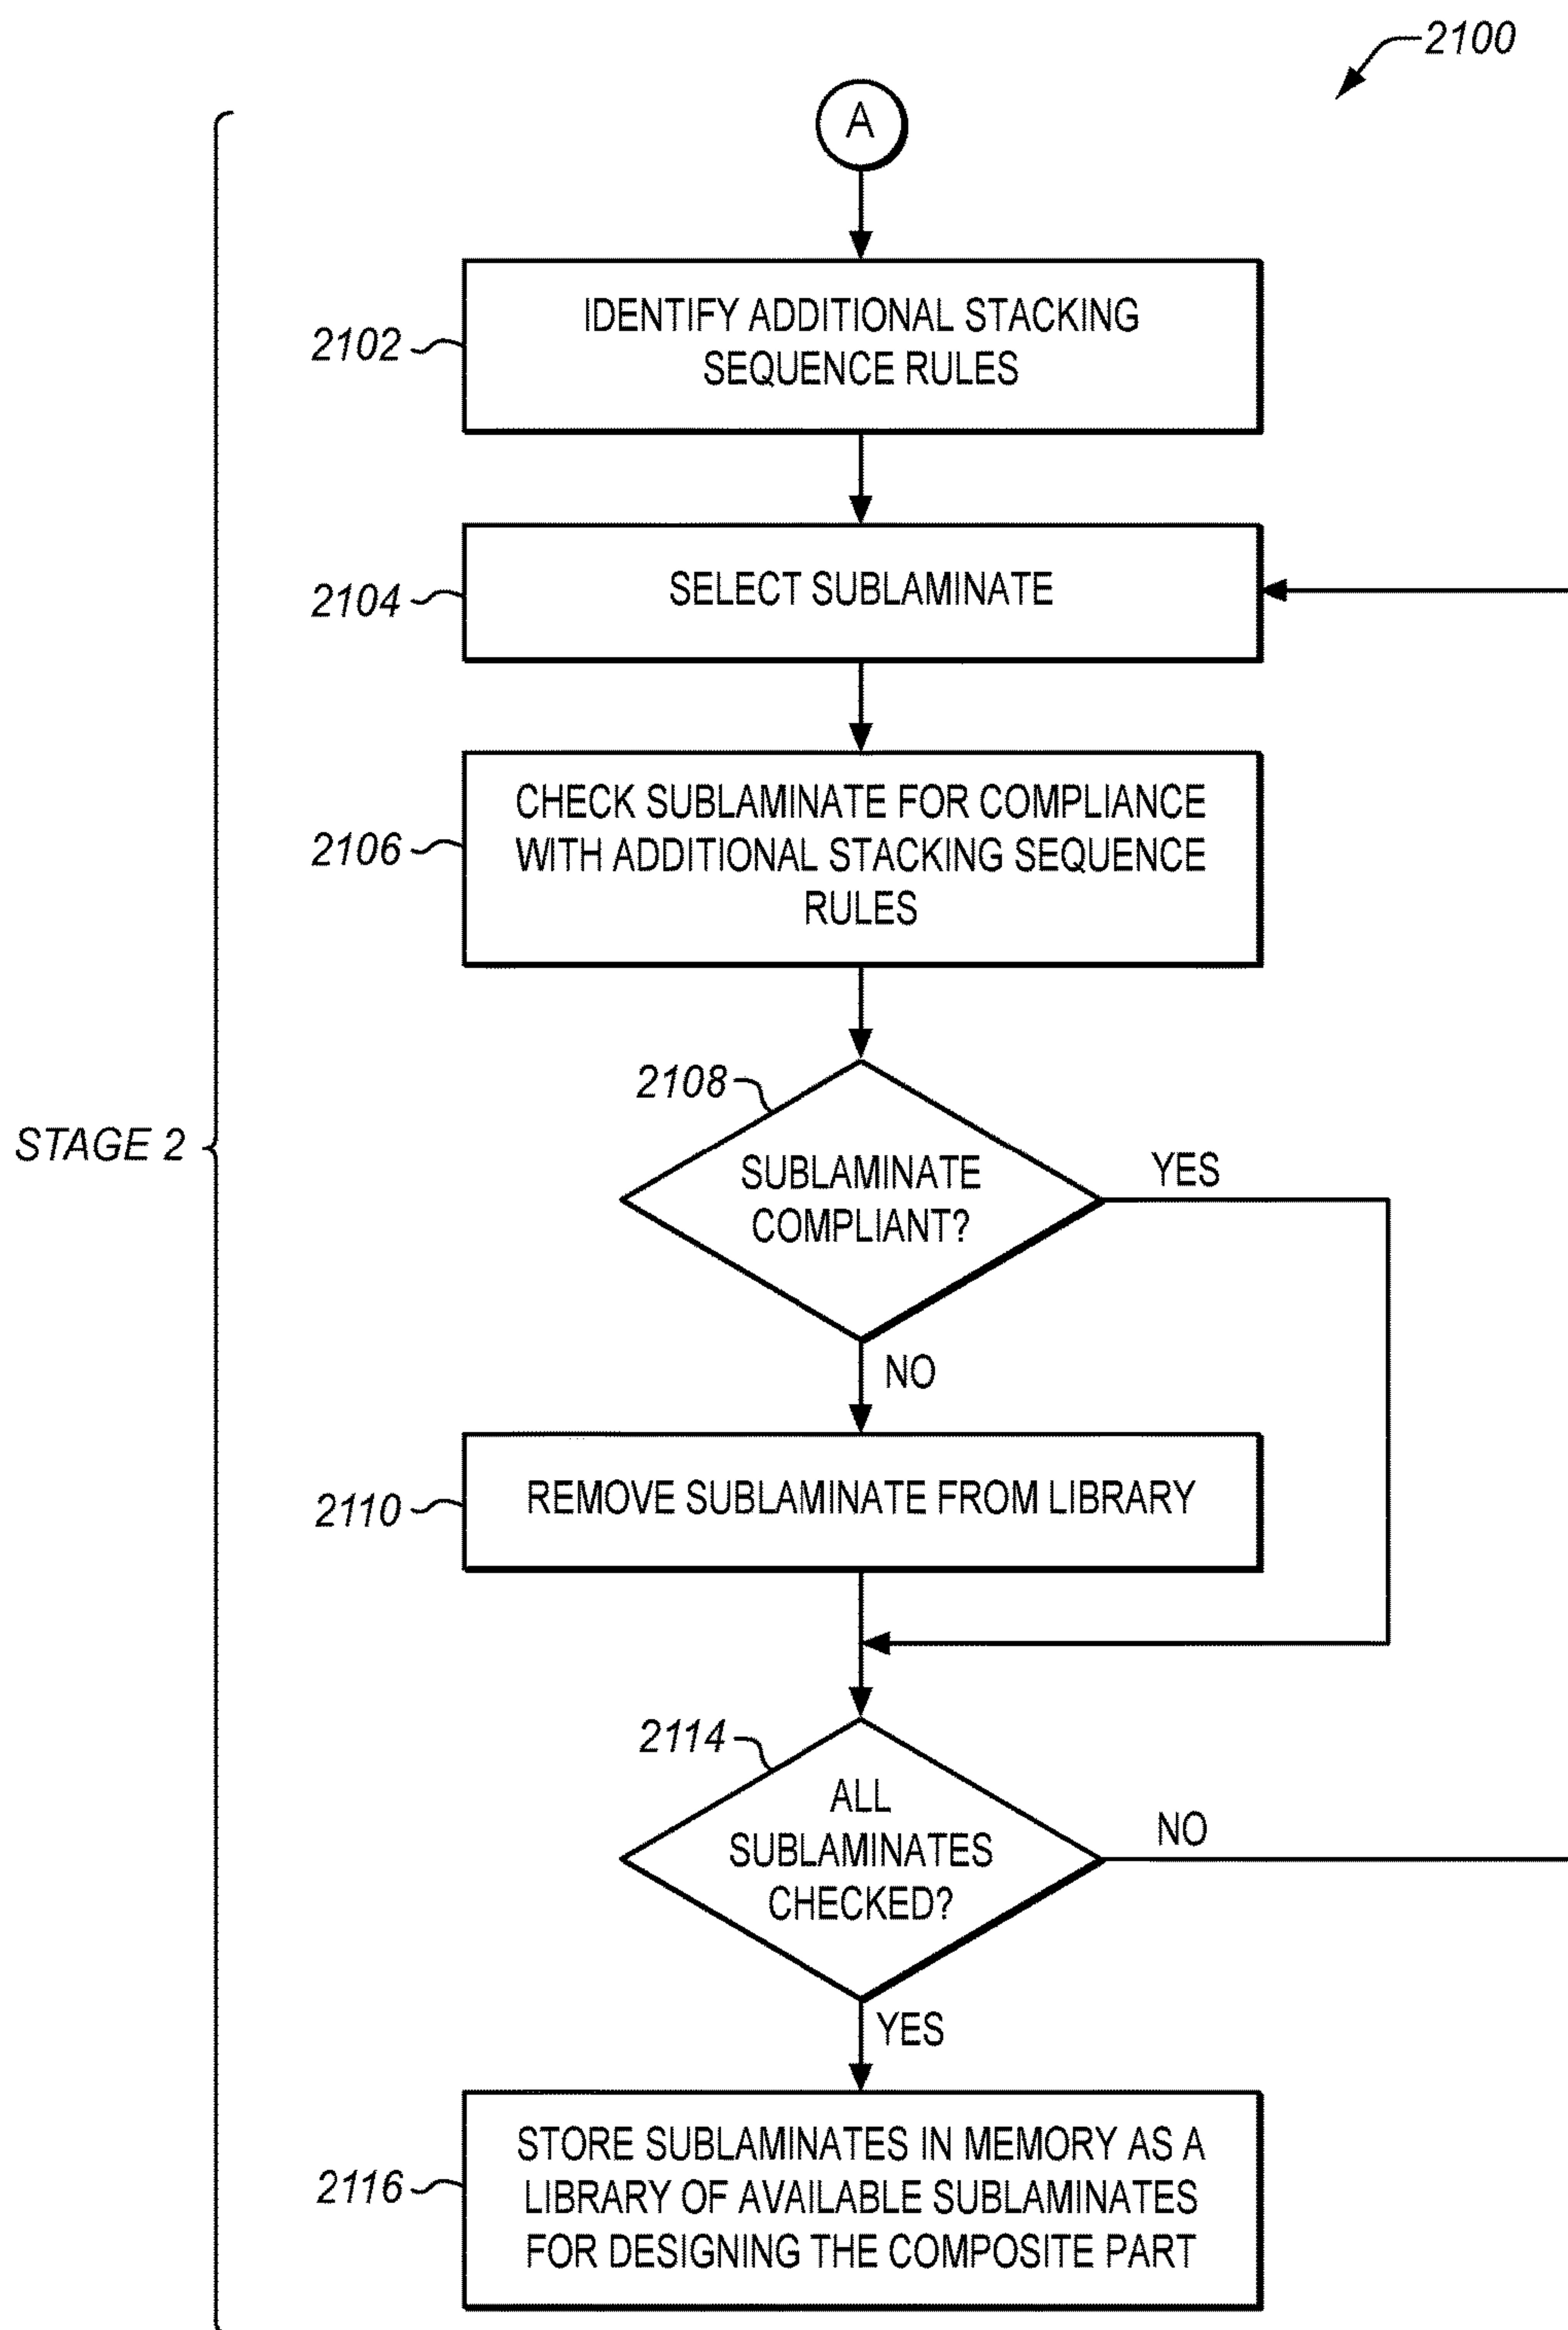 2100
A
2102
IDENTIFY ADDITIONAL STACKING
SEQUENCE RULES
2104
SELECT SUBLAMINATE
2106
CHECK SUBLAMINATE FOR COMPLIANCE
WITH ADDITIONAL STACKING SEQUENCE
RULES
2108
STAGE 2
SUBLAMINATE
COMPLIANT?
YES
NO
2110
REMOVE SUBLAMINATE FROM LIBRARY
2114
ALL
SUBLAMINATES
CHECKED?
NO
YES
2116
STORE SUBLAMINATES IN MEMORY AS A
LIBRARY OF AVAILABLE SUBLAMINATES
FOR DESIGNING THE COMPOSITE PART